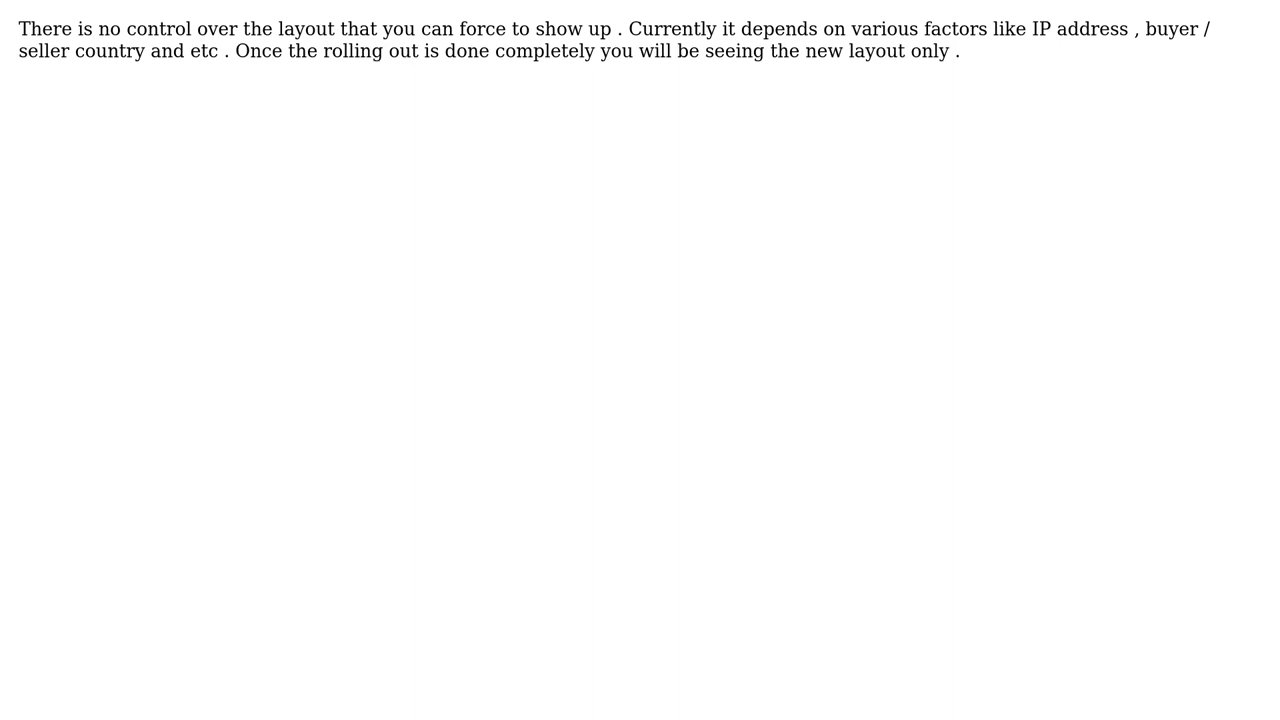 There is no control over the layout that you can force to show up . Currently it depends on various factors like IP address , buyer /
seller country and etc . Once the rolling out is done completely you will be seeing the new layout only .